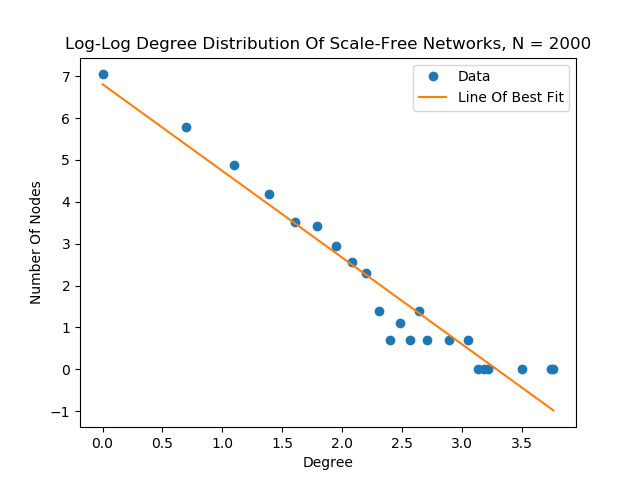 Log-Log Degree Distribution Of Scale-Free Networks, N = 2000
Data
Line Of Best Fit
Number Of Nodes
7
6
5
4
3
2
1
0
−1
0.0 0.5 1.0 1.5 2.0 2.5 3.0 3.5
Degree